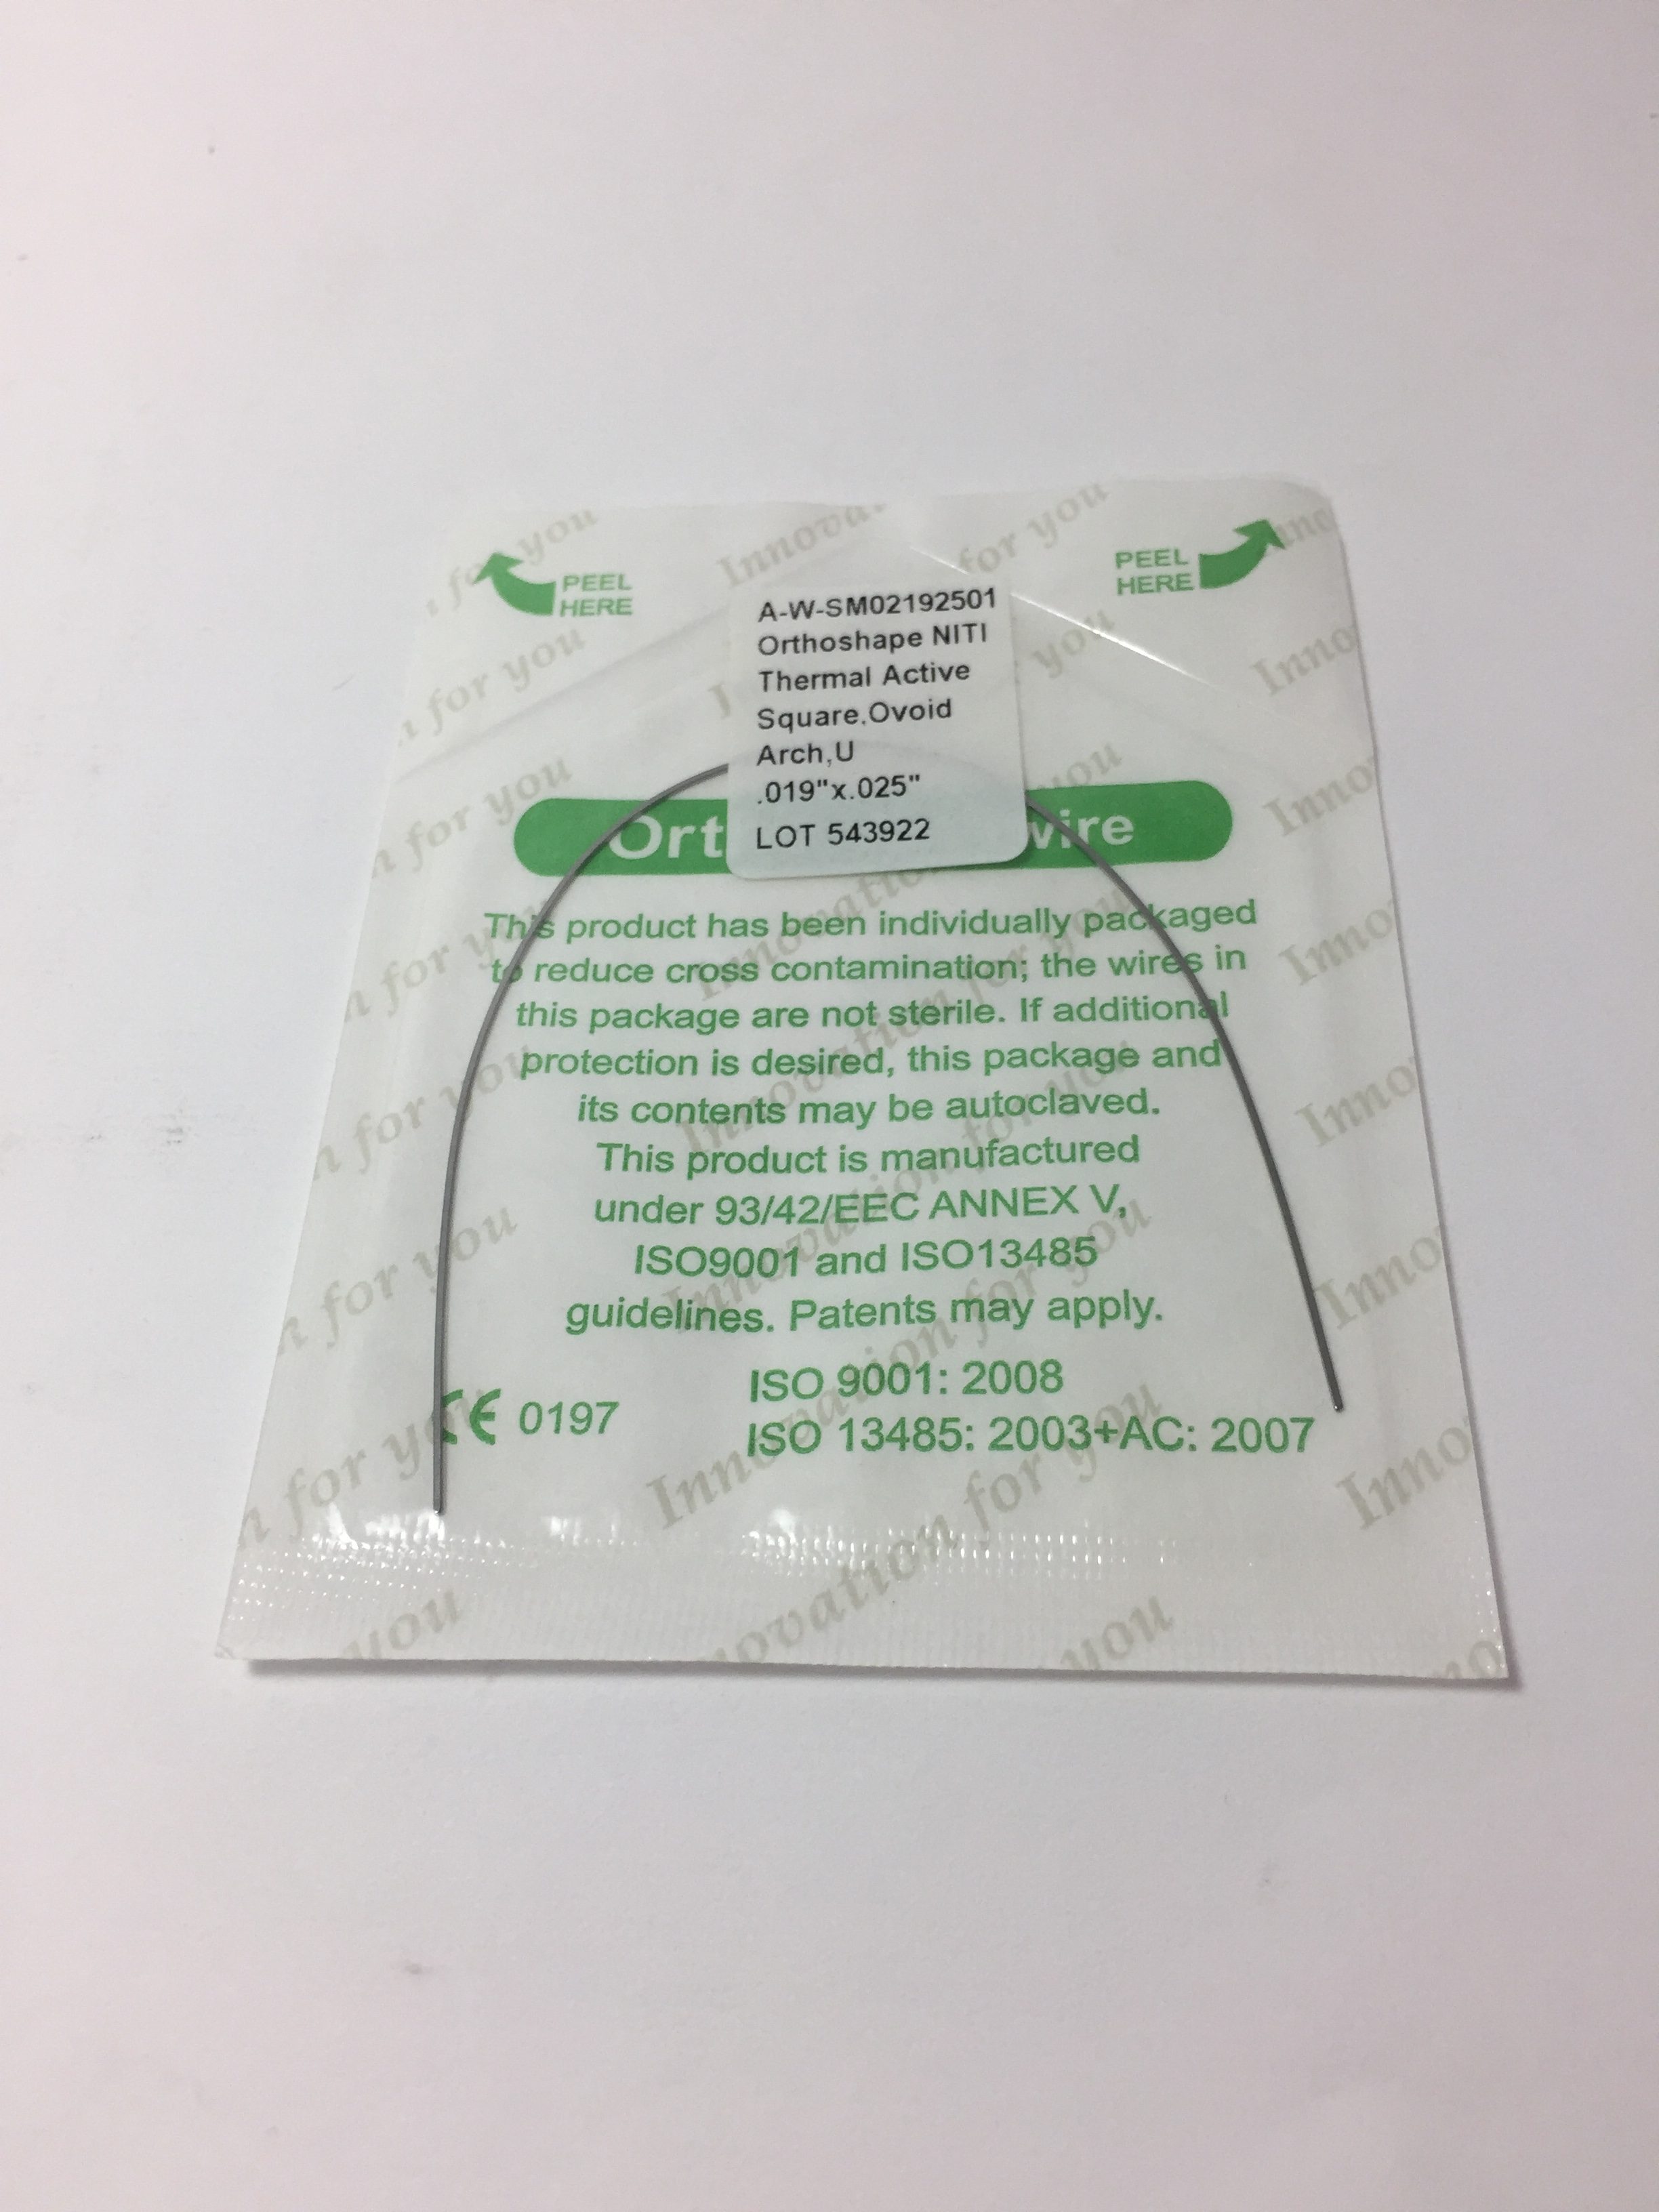 PEEL
HERE
PEEL
HERE
A-W-SM02192501
Orthoshape NITI
Thermal Active
Square.Ovoid
Arch,U
.019"x.025"
LOT 543922
This product has been individually packaged
to reduce cross contamination; the wires in
this package are not sterile. If additional
protection is desired, this package and
its contents may be autoclaved.
This product is manufactured
under 93/42/EEC ANNEX V,
ISO9001 and ISO13485
guidelines. Patents may apply.
CE 0197
ISO 9001: 2008
ISO 13485: 2003+AC: 2007
Innovation for you